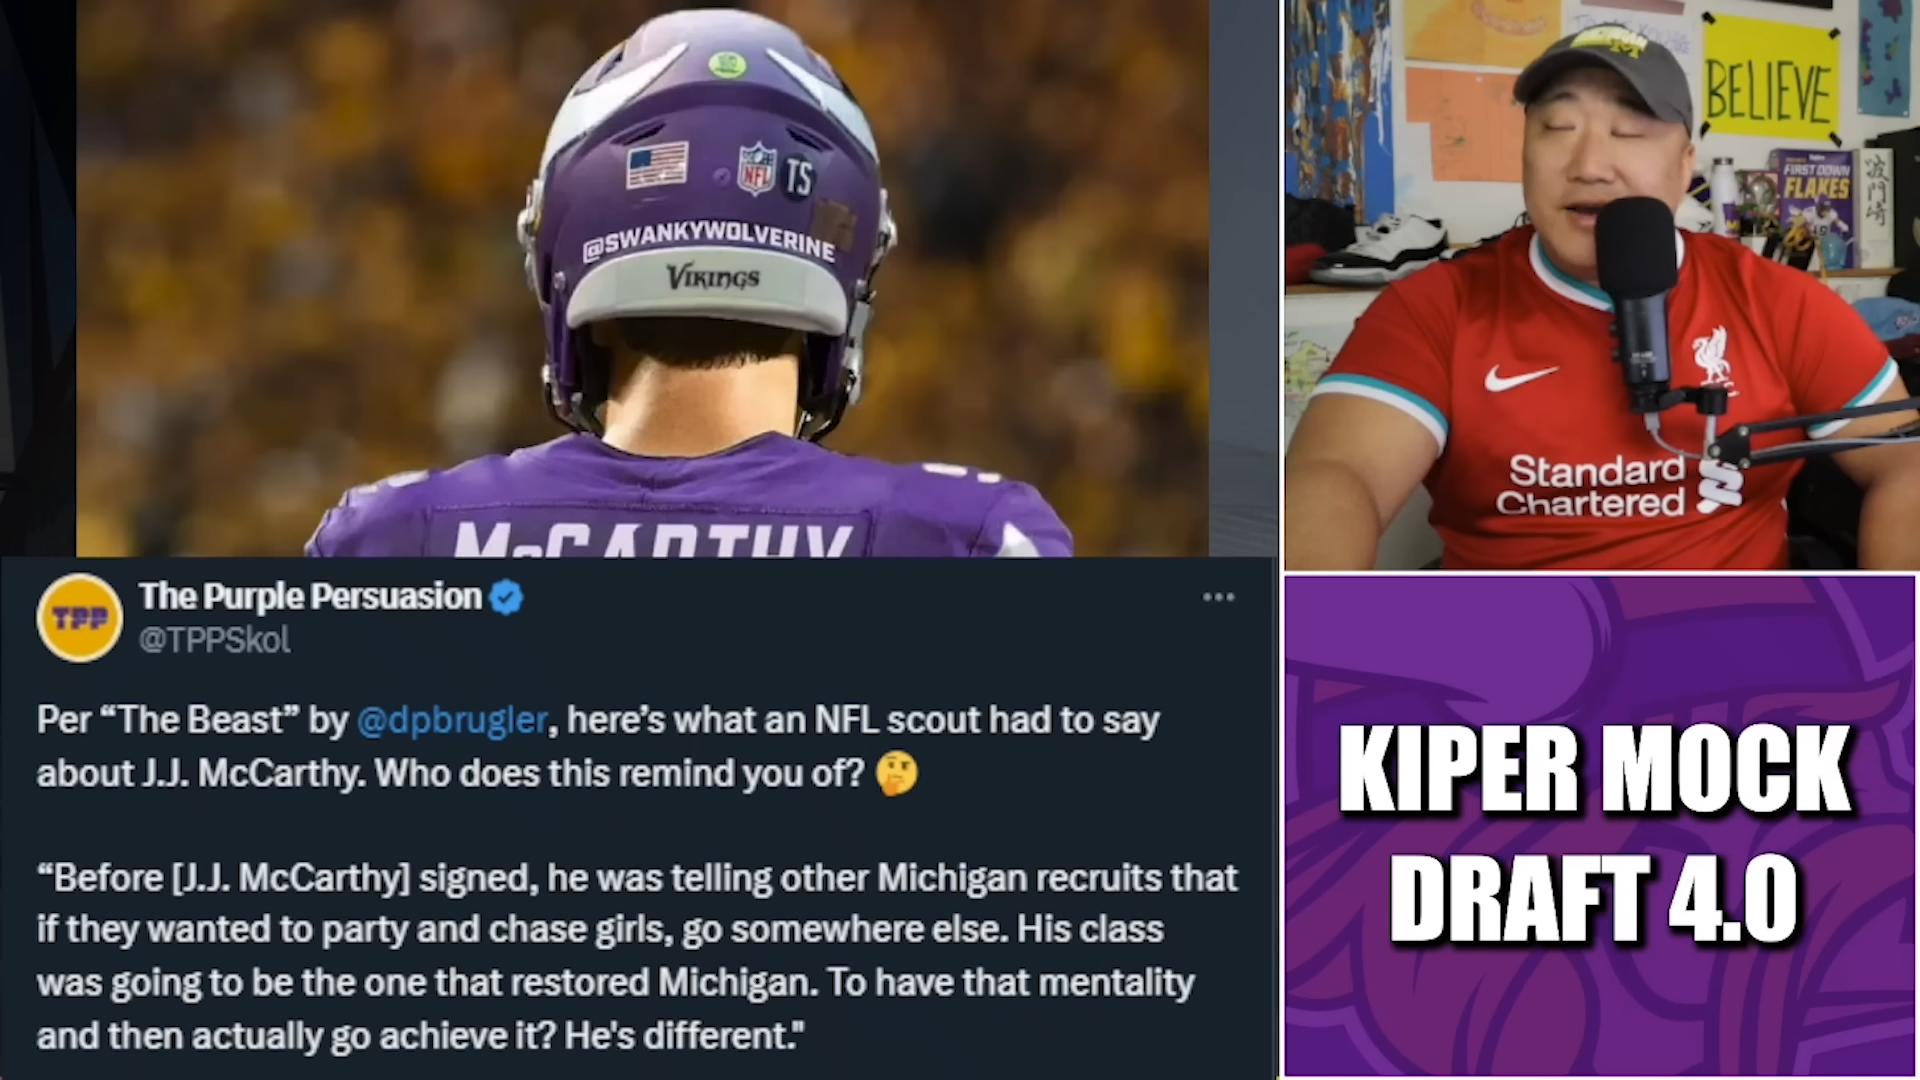 NFL
TS
@SWANKYWOLVERINE
VIKINGS
McCARTHY
BELIEVE
FIRST DOWN
FLAKES
波門崎
Standard
Chartered
TPP
The Purple Persuasion
@TPPSkol
Per “The Beast” by @dpbrugler, here’s what an NFL scout had to say
about J.J. McCarthy. Who does this remind you of? 🤔
“Before [J.J. McCarthy] signed, he was telling other Michigan recruits that
if they wanted to party and chase girls, go somewhere else. His class
was going to be the one that restored Michigan. To have that mentality
and then actually go achieve it? He's different."
KIPER MOCK
DRAFT 4.0